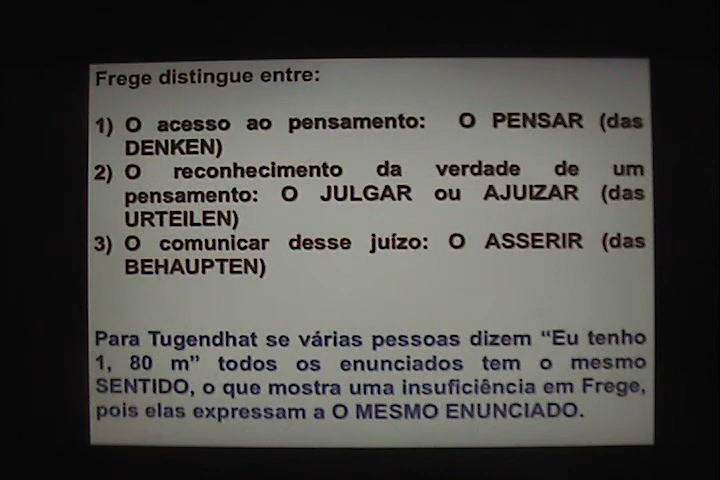 Frege distingue entre:
1) O acesso ao pensamento: O PENSAR (das
DENKEN)
2) O reconhecimento da verdade de um
pensamento: O JULGAR ou AJUIZAR (das
URTEILEN)
3) O comunicar desse juízo: O ASSERIR (das
BEHAUPTEN)
Para Tugendhat se várias pessoas dizem “Eu tenho
1, 80 m” todos os enunciados tem o mesmo
SENTIDO, o que mostra uma insuficiência em Frege,
pois elas expressam a O MESMO ENUNCIADO.